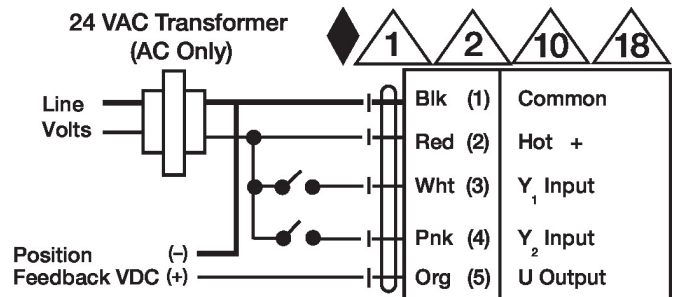 24 VAC Transformer
(AC Only)
1 2 10 18
Line
Volts
Blk (1) Common
Red (2) Hot +
Wht (3) Y1 Input
Pnk (4) Y2 Input
Org (5) U Output
Position (–)
Feedback VDC (+)